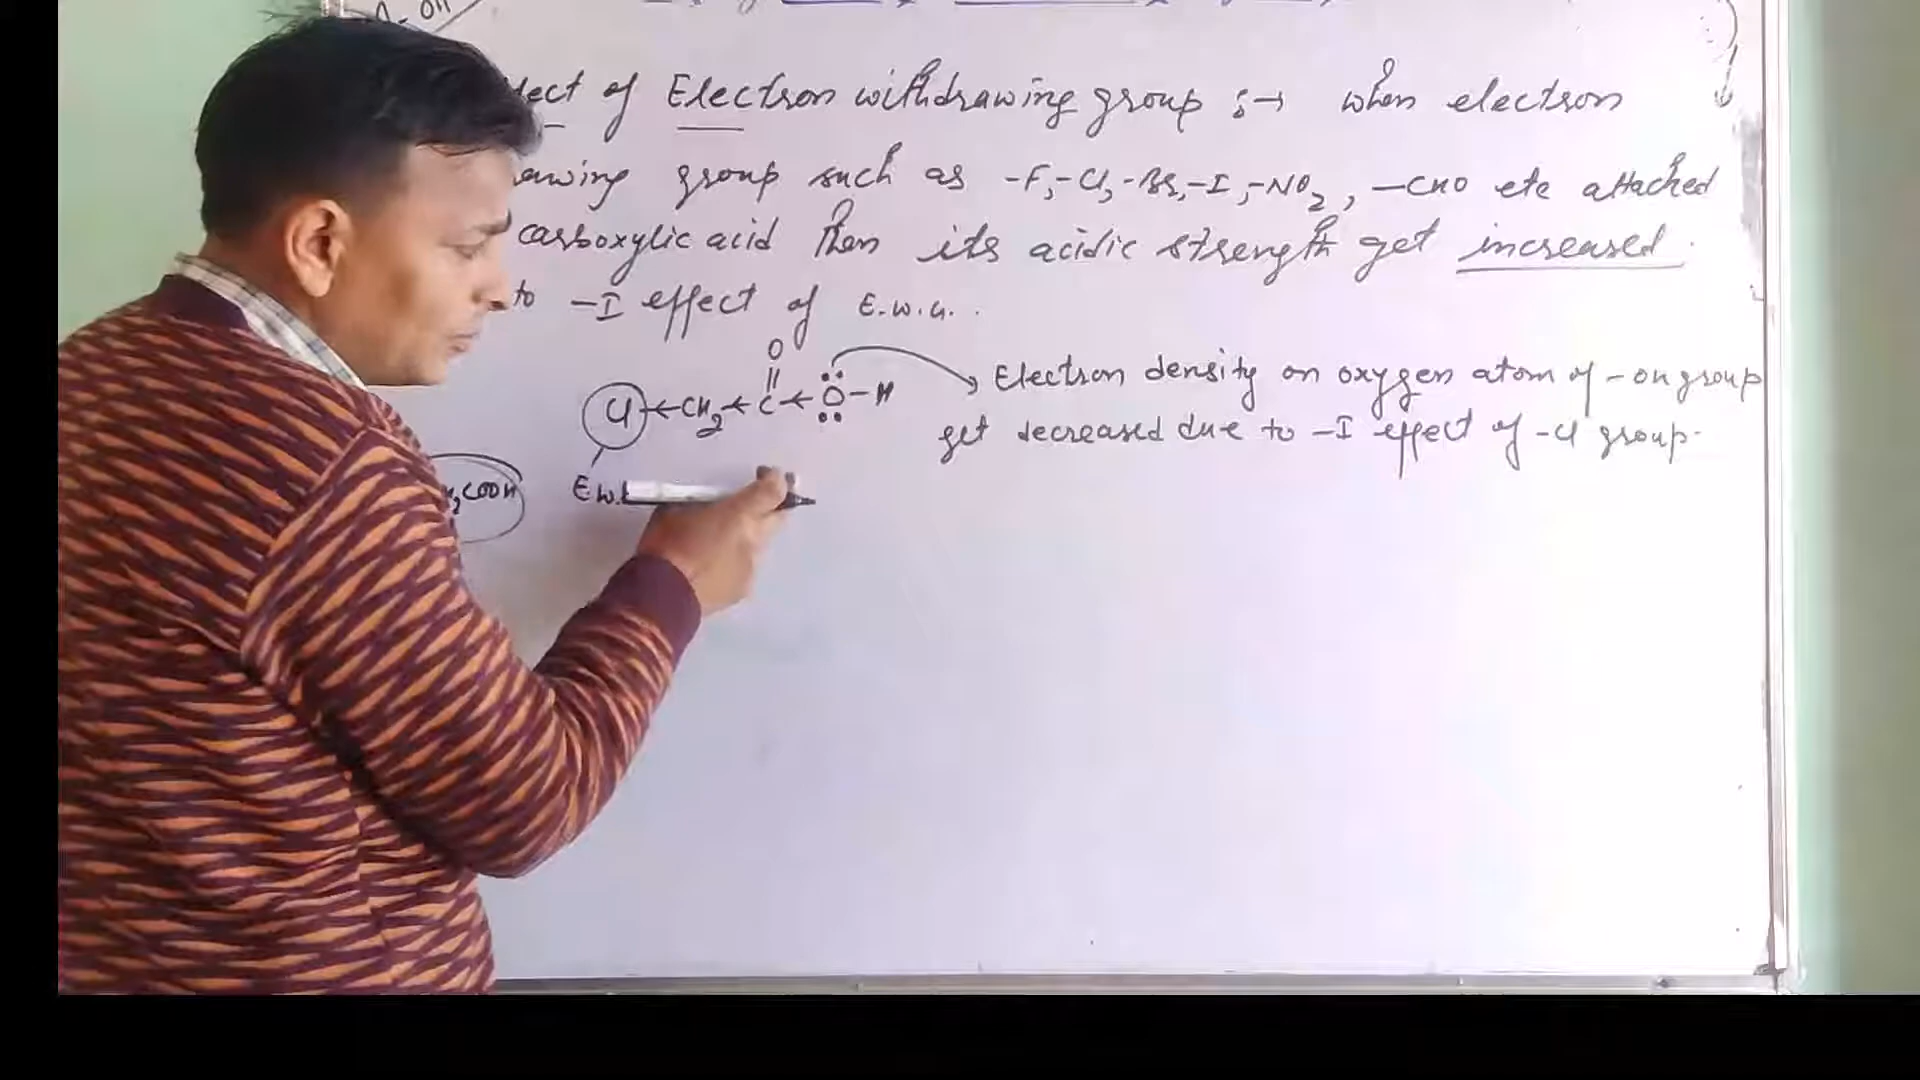 OH
of Electron withdrawing group :→ when electron
group such as -F,-Cl,-Br,-I,-NO2, -CHO etc attached
carboxylic acid then its acidic strength get increased.
to -I effect of E.W.G..
O
||
Cl ← CH2 ← C ← O - H
Electron density on oxygen atom of -OH group
get decreased due to -I effect of -Cl group.
COOH
E.W.